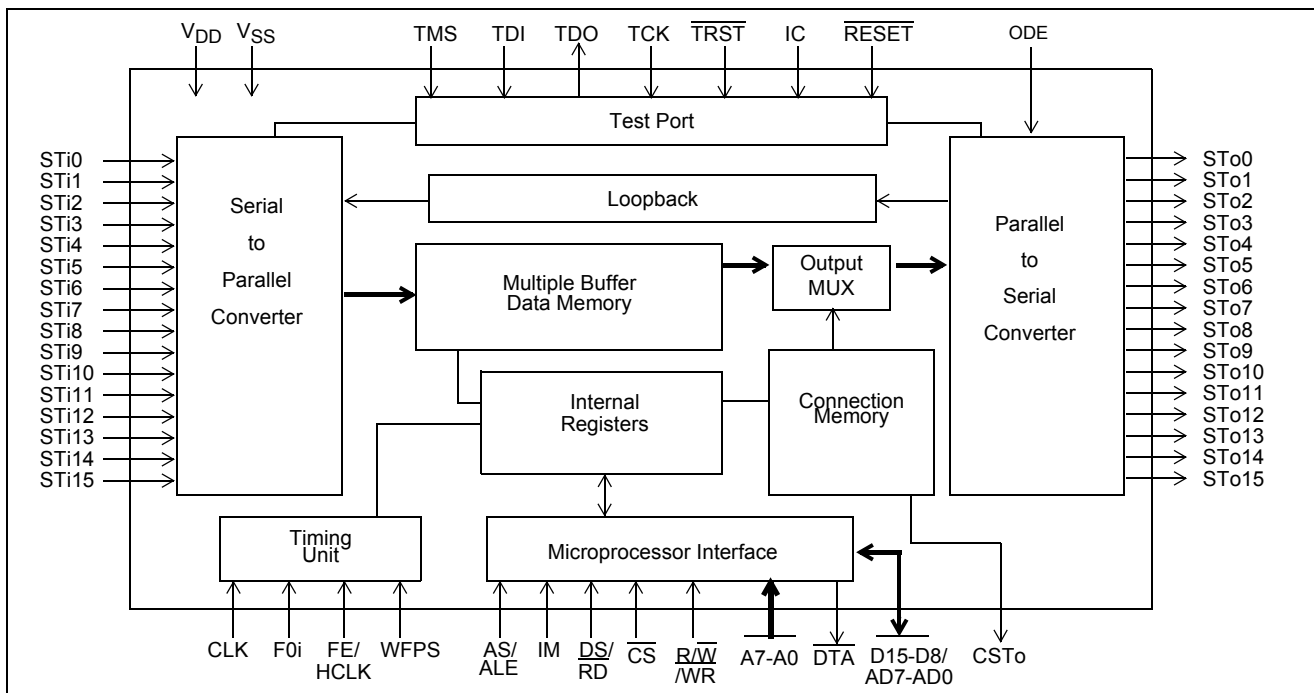 VDD VSS TMS TDI TDO TCK TRST IC RESET ODE
Test Port
STi0
STi1
STi2
STi3
STi4
STi5
STi6
STi7
STi8
STi9
STi10
STi11
STi12
STi13
STi14
STi15
Serial
to
Parallel
Converter
Loopback
Multiple Buffer
Data Memory
Output
MUX
Internal
Registers
Connection
Memory
Parallel
to
Serial
Converter
STo0
STo1
STo2
STo3
STo4
STo5
STo6
STo7
STo8
STo9
STo10
STo11
STo12
STo13
STo14
STo15
Timing
Unit
Microprocessor Interface
CLK
F0i
FE/
HCLK
WFPS
AS/
ALE
IM
DS/
RD
CS
R/W
/WR
A7-A0
DTA
D15-D8/
AD7-AD0
CSTo